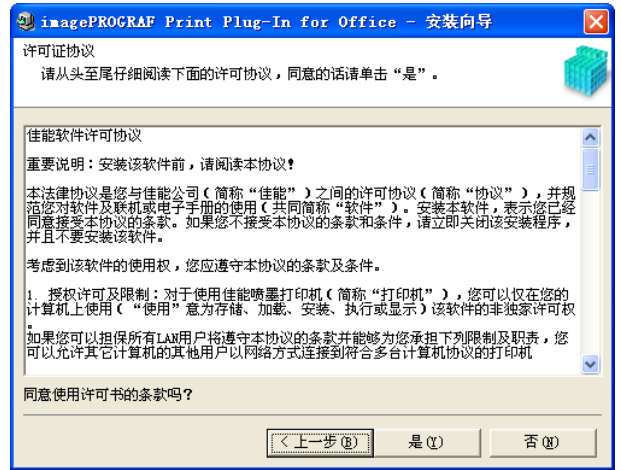 imagePROGRAF Print Plug-In for Office - 安装向导
许可证协议
请从头至尾仔细阅读下面的许可协议，同意的话请单击“是”。
佳能软件许可协议
重要说明：安装该软件前，请阅读本协议！
本法律协议是您与佳能公司（简称“佳能”）之间的许可协议（简称“协议”），并规
范您对软件及联机或电子手册的使用（共同简称“软件”）。安装本软件，表示您已经
同意接受本协议的条款。如果您不接受本协议的条款和条件，请立即关闭该安装程序，
并且不要安装该软件。
考虑到该软件的使用权，您应遵守本协议的条款及条件。
1. 授权许可及限制：对于使用佳能喷墨打印机（简称“打印机”），您可以仅在您的
计算机上使用（“使用”意为存储、加载、安装、执行或显示）该软件的非独家许可权
。
如果您可以担保所有LAN用户将遵守本协议的条款并能够为您承担下列限制及职责，您
可以允许其它计算机的其他用户以网络方式连接到符合多台计算机协议的打印机
同意使用许可书的条款吗？
<上一步(B) 是(Y) 否(N)